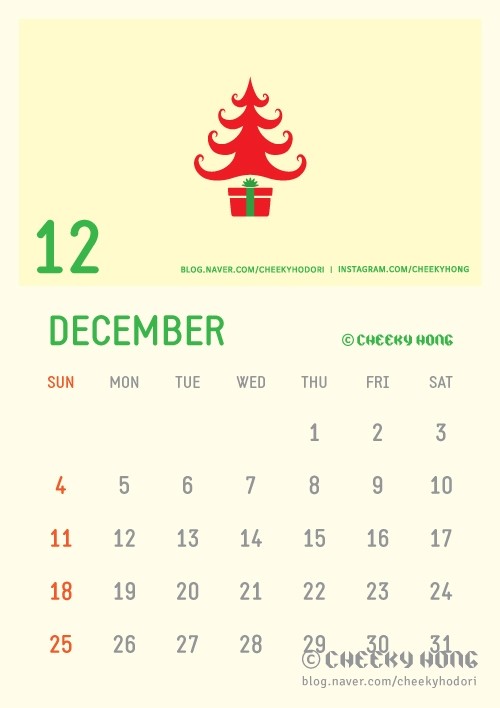 12
BLOG.NAVER.COM/CHEEKYHODORI | INSTAGRAM.COM/CHEEKYHONG
DECEMBER
© CHEEKY HONG
SUN MON TUE WED THU FRI SAT
1 2 3
4 5 6 7 8 9 10
11 12 13 14 15 16 17
18 19 20 21 22 23 24
25 26 27 28 29 30 31
© CHEEKY HONG
blog.naver.com/cheekyhodori